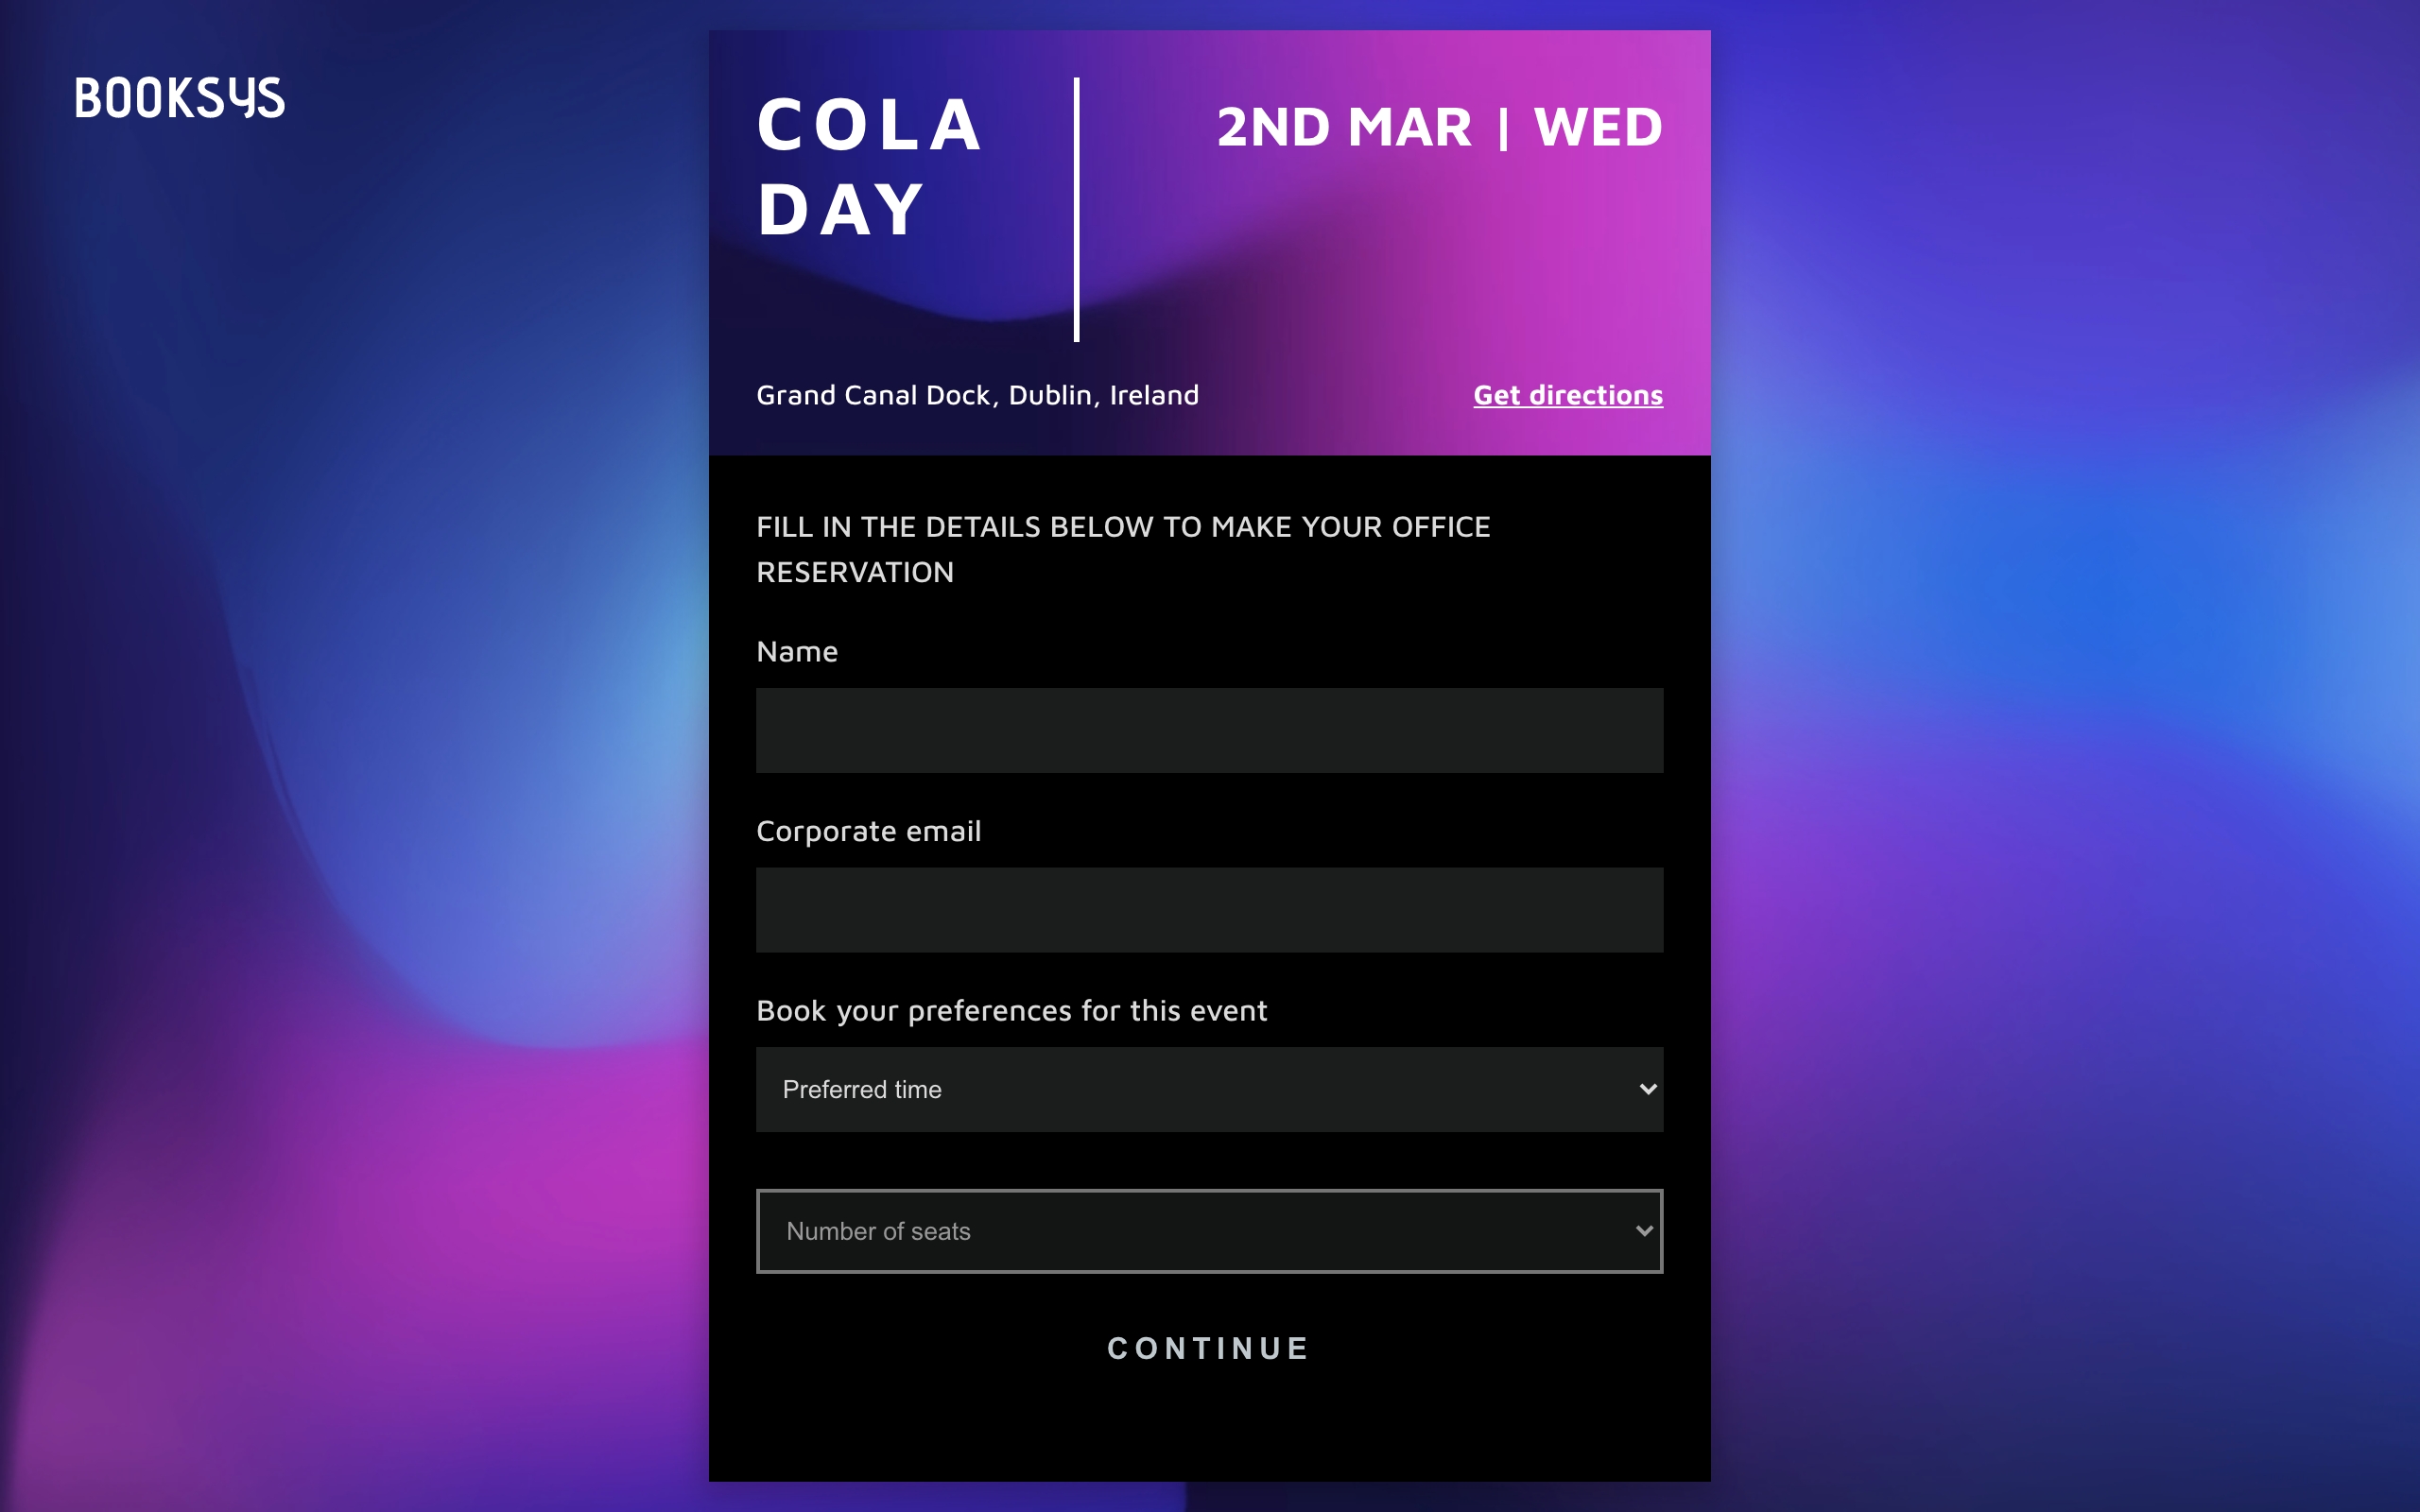 BOOKSYS
COLA
DAY
2ND MAR | WED
Grand Canal Dock, Dublin, Ireland
Get directions
FILL IN THE DETAILS BELOW TO MAKE YOUR OFFICE
RESERVATION
Name
Corporate email
Book your preferences for this event
Preferred time
Number of seats
CONTINUE